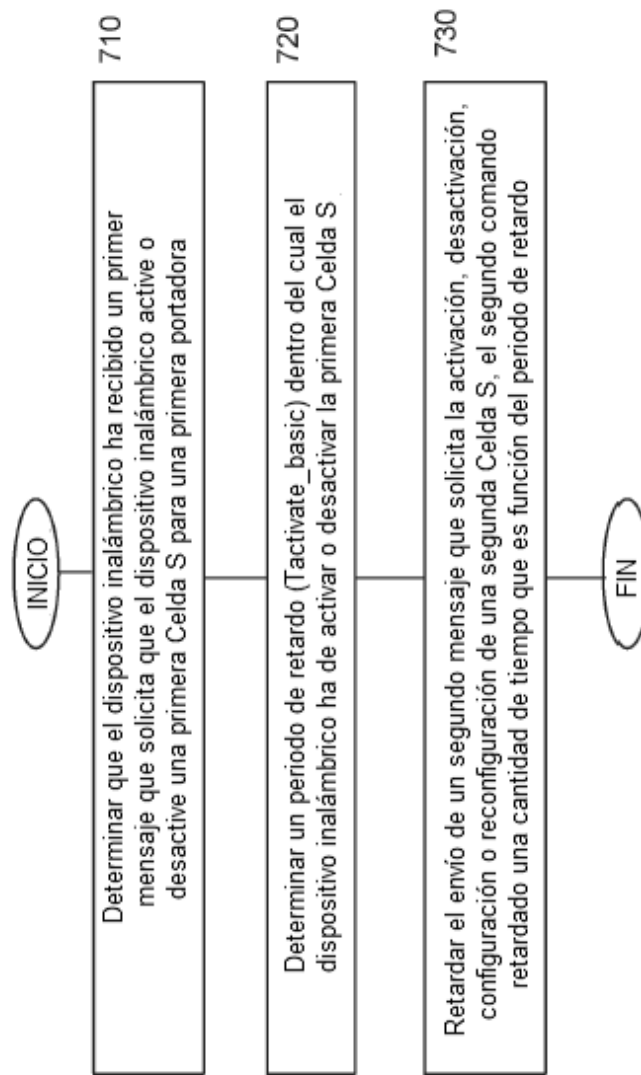 INICIO
710
Determinar que el dispositivo inalámbrico ha recibido un primer
mensaje que solicita que el dispositivo inalámbrico active o
desactive una primera Celda S para una primera portadora
720
Determinar un periodo de retardo (Tactivate_basic) dentro del cual el
dispositivo inalámbrico ha de activar o desactivar la primera Celda S
730
Retardar el envío de un segundo mensaje que solicita la activación, desactivación,
configuración o reconfiguración de una segunda Celda S, el segundo comando
retardado una cantidad de tiempo que es función del periodo de retardo
FIN